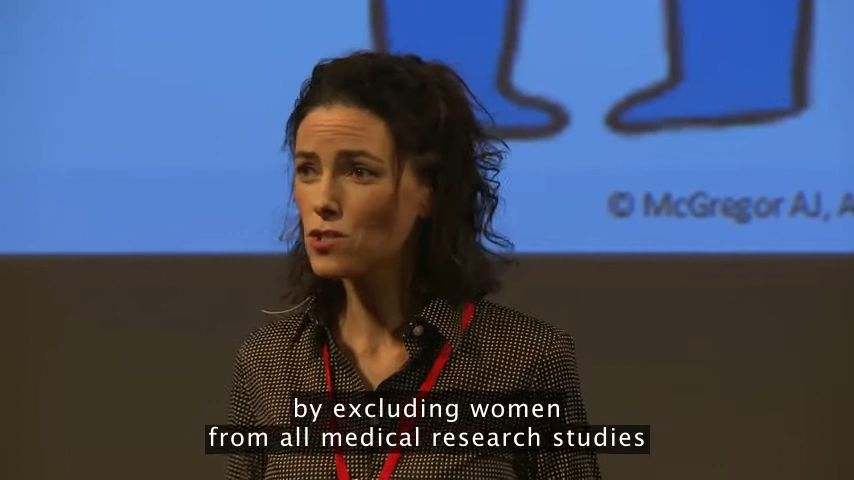 © McGregor AJ,
by excluding women
from all medical research studies